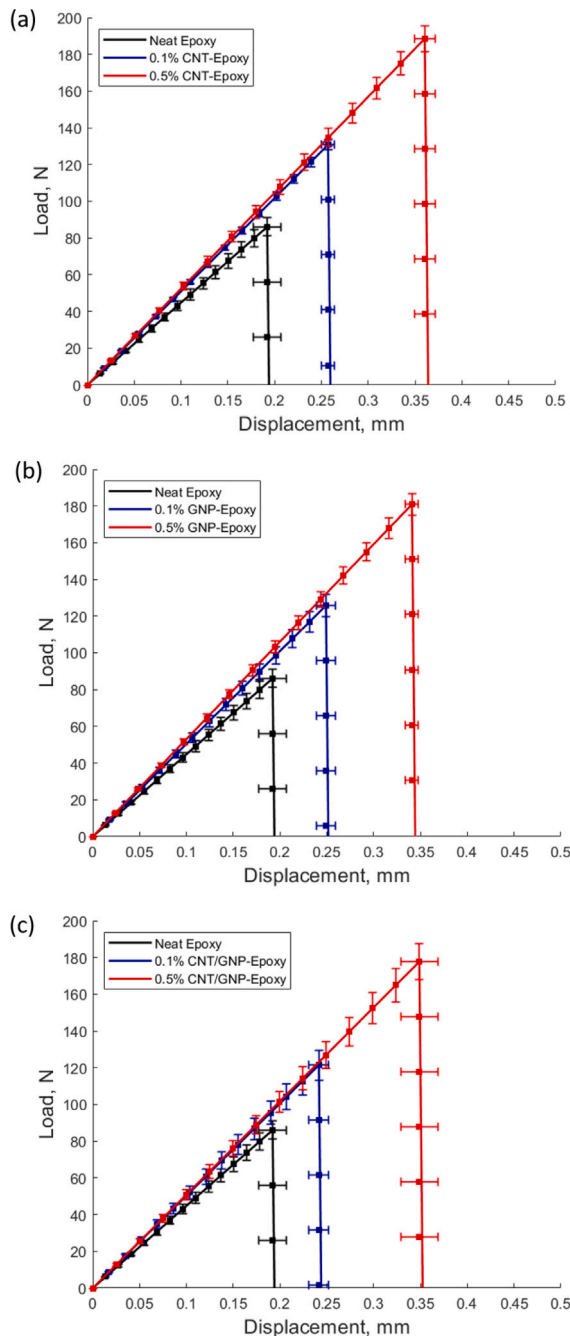 (a)
200
180
160
140
120
100
80
60
40
20
0
Load, N
Neat Epoxy
0.1% CNT-Epoxy
0.5% CNT-Epoxy
0 0.05 0.1 0.15 0.2 0.25 0.3 0.35 0.4 0.45 0.5
Displacement, mm
(b)
200
180
160
140
120
100
80
60
40
20
0
Load, N
Neat Epoxy
0.1% GNP-Epoxy
0.5% GNP-Epoxy
0 0.05 0.1 0.15 0.2 0.25 0.3 0.35 0.4 0.45 0.5
Displacement, mm
(c)
200
180
160
140
120
100
80
60
40
20
0
Load, N
Neat Epoxy
0.1% CNT/GNP-Epoxy
0.5% CNT/GNP-Epoxy
0 0.05 0.1 0.15 0.2 0.25 0.3 0.35 0.4 0.45 0.5
Displacement, mm